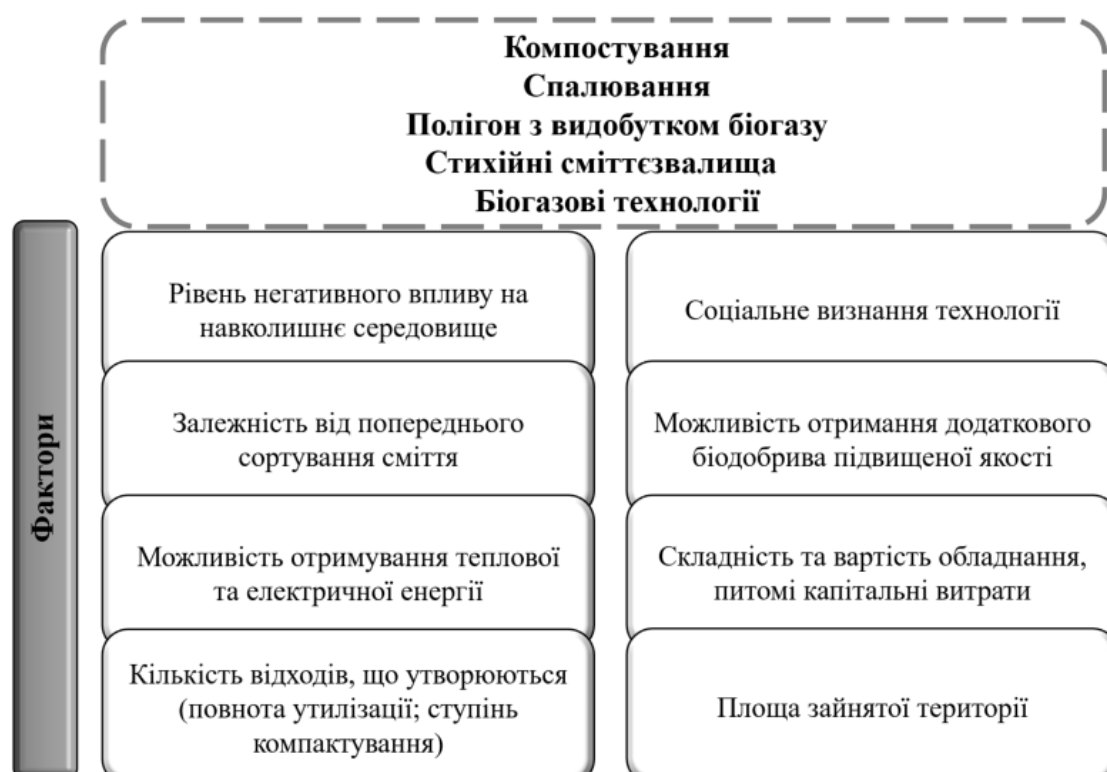 Компостування
Спалювання
Полігон з видобутком біогазу
Стихійні сміттєзвалища
Біогазові технології
Фактори
Рівень негативного впливу на
навколишнє середовище
Соціальне визнання технології
Залежність від попереднього
сортування сміття
Можливість отримання додаткового
біодобрива підвищеної якості
Можливість отримування теплової
та електричної енергії
Складність та вартість обладнання,
питомі капітальні витрати
Кількість відходів, що утворюються
(повнота утилізації; ступінь
компактування)
Площа зайнятої території